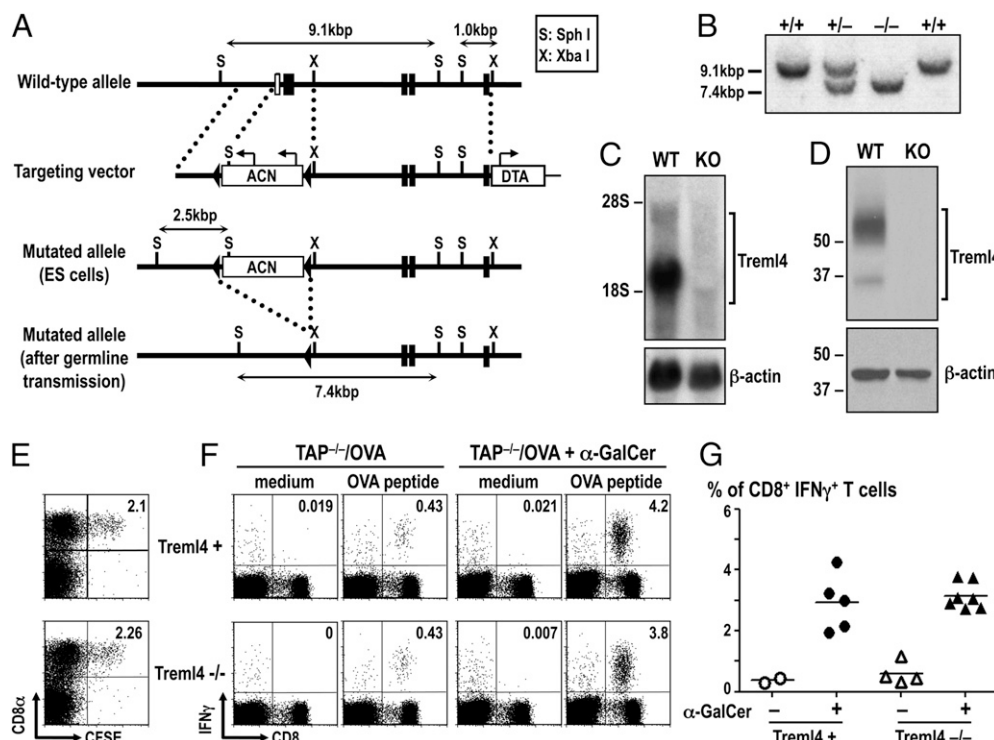 A
9.1kbp
1.0kbp
S: Sph I
X: Xba I
S X S S X
Wild-type allele
S X S S
ACN
DTA
Targeting vector
2.5kbp
S S X S S X
Mutated allele
(ES cells)
ACN
S X S S X
Mutated allele
(after germline
transmission)
7.4kbp
B
+/+ +/− −/− +/+
9.1kbp
7.4kbp
C
WT KO
28S
18S
Treml4
β-actin
D
WT KO
50
37
Treml4
50
37
β-actin
E
2.1
2.26
CD8α
CFSE
F
TAP−/−/OVA
TAP−/−/OVA + α-GalCer
medium OVA peptide medium OVA peptide
Treml4 +
0.019 0.43 0.021 4.2
Treml4 -/-
0 0.43 0.007 3.8
IFNγ
CD8
G
% of CD8+ IFNγ+ T cells
6
4
2
0
α-GalCer − + − +
Treml4 + Treml4 −/−